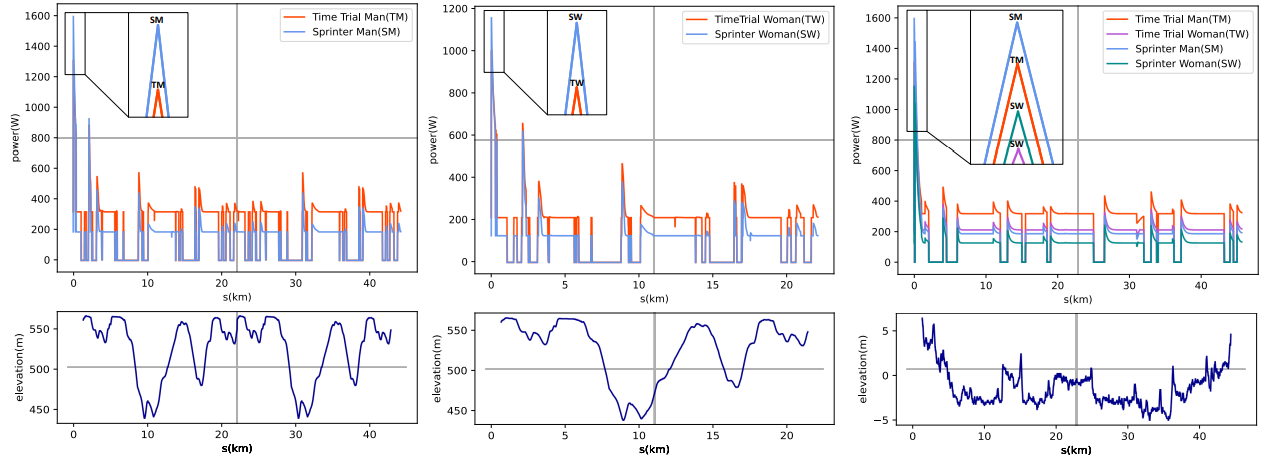 Time Trial Man(TM)
Sprinter Man(SM)
SM
TM
power(W)
1600
1400
1200
1000
800
600
400
200
0
0
10
20
30
40
s(km)
elevation(m)
550
500
450
0
10
20
30
40
s(km)
TimeTrial Woman(TW)
Sprinter Woman(SW)
SW
TW
power(W)
1200
1000
800
600
400
200
0
0
5
10
15
20
s(km)
elevation(m)
550
500
450
400
0
5
10
15
20
s(km)
Time Trial Man(TM)
Time Trial Woman(TW)
Sprinter Man(SM)
Sprinter Woman(SW)
SM
TM
SW
SW
power(W)
1600
1400
1200
1000
800
600
400
200
0
0
10
20
30
40
s(km)
elevation(m)
5
0
−5
0
10
20
30
40
s(km)